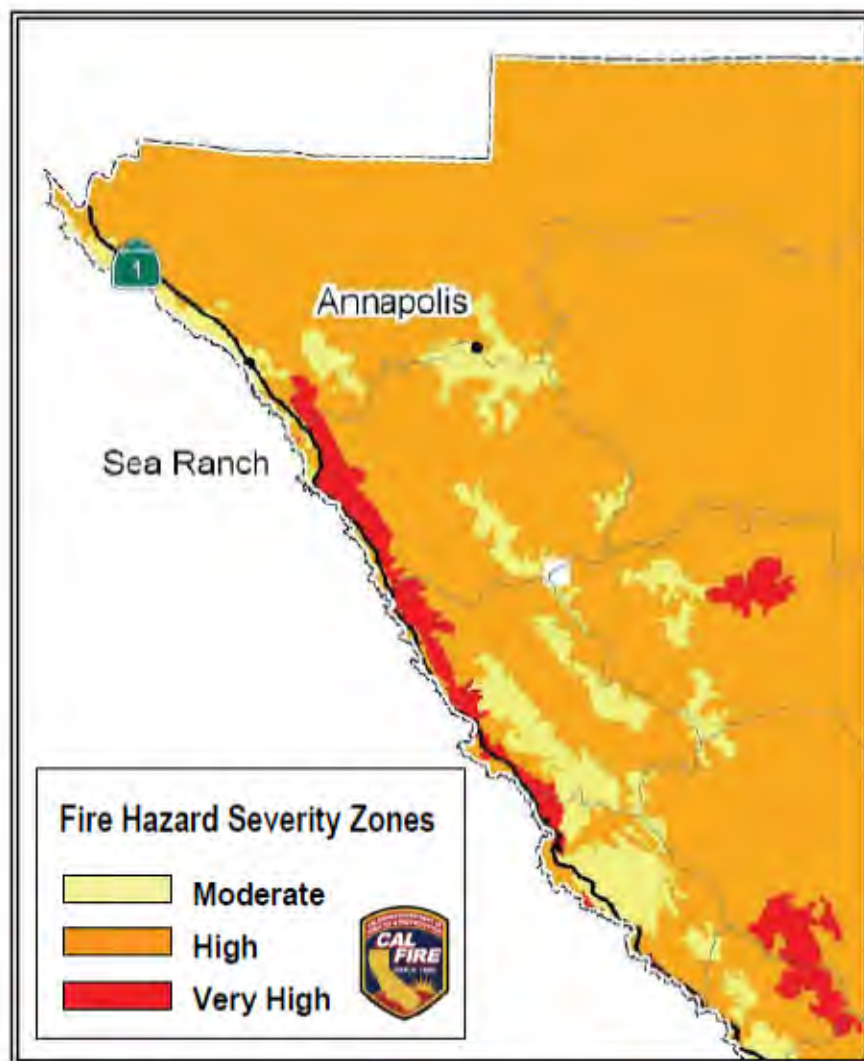 1
Annapolis
Sea Ranch
Fire Hazard Severity Zones
Moderate
High
Very High
CAL
FIRE